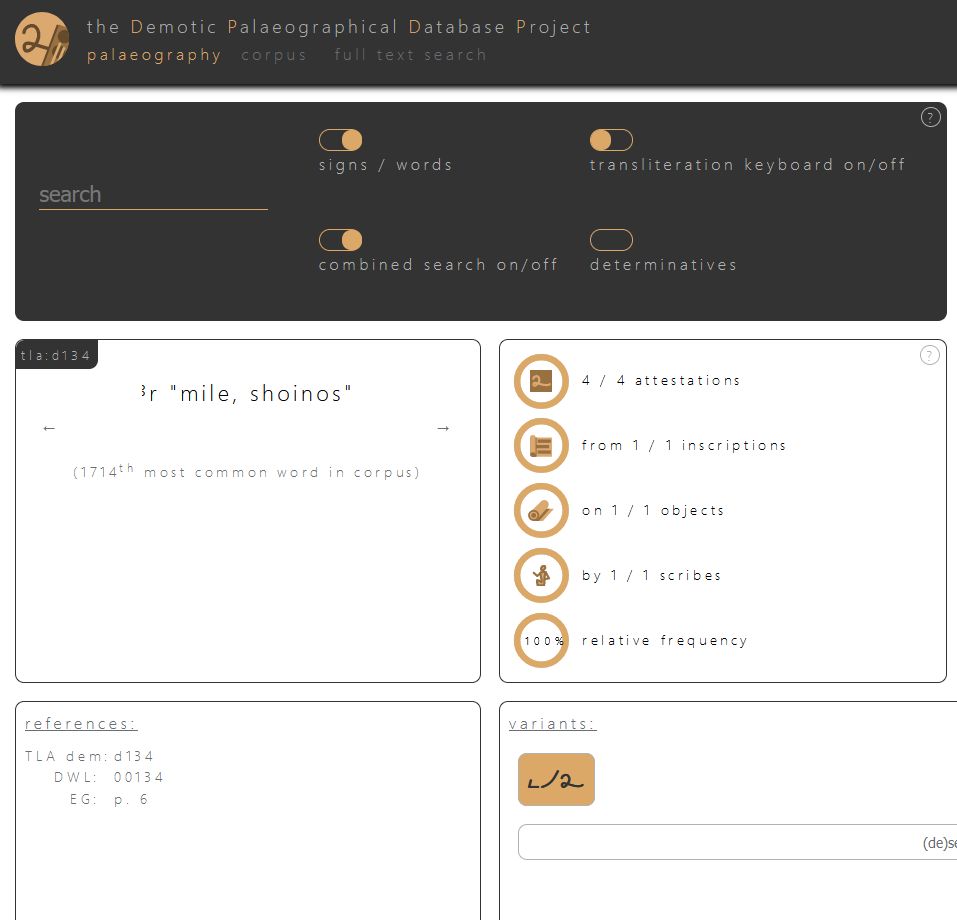 the Demotic Palaeographical Database Project
palaeography corpus full text search
?
signs / words
transliteration keyboard on/off
search
combined search on/off
determinatives
tla:d134
ꜣr "mile, shoinos"
← →
(1714th most common word in corpus)
?
4 / 4 attestations
from 1 / 1 inscriptions
on 1 / 1 objects
by 1 / 1 scribes
100% relative frequency
references:
TLA dem: d134
DWL: 00134
EG: p. 6
variants:
(de)se